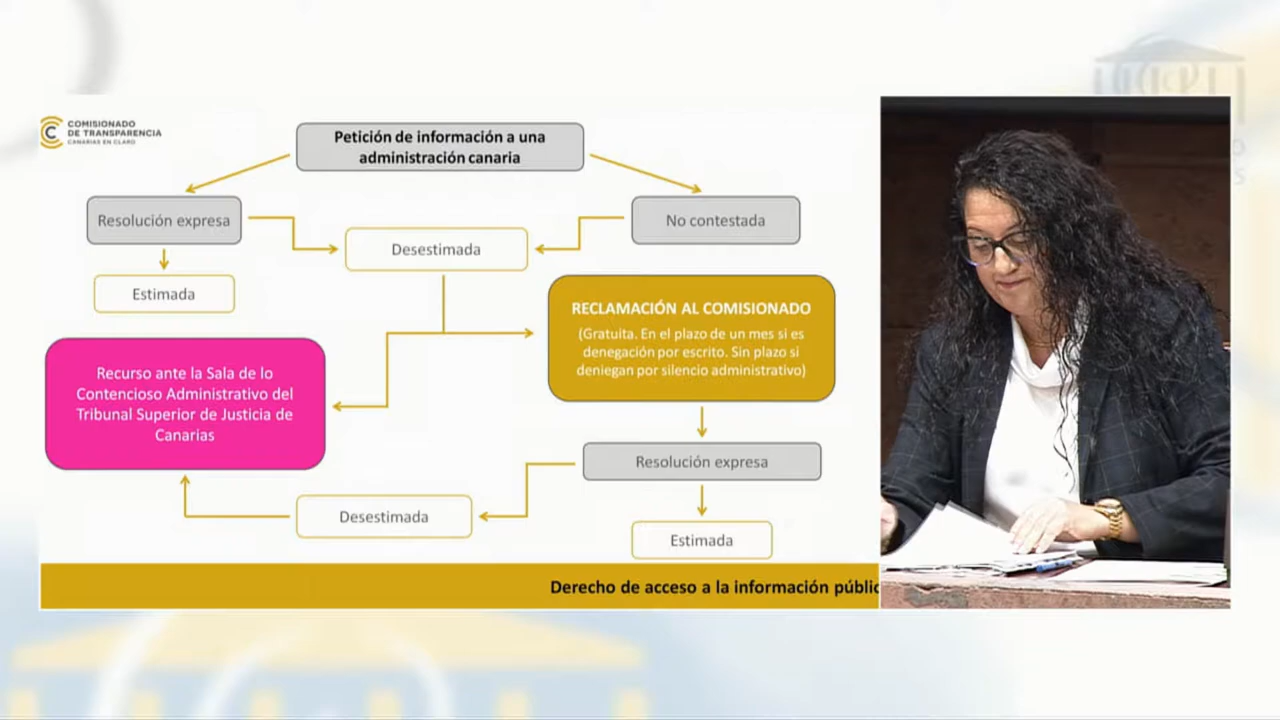 COMISIONADO
DE TRANSPARENCIA
CANARIAS EN CLARO
Petición de información a una
administración canaria
Resolución expresa
No contestada
Desestimada
Estimada
RECLAMACIÓN AL COMISIONADO
(Gratuita. En el plazo de un mes si es
denegación por escrito. Sin plazo si
deniegan por silencio administrativo)
Recurso ante la Sala de lo
Contencioso Administrativo del
Tribunal Superior de Justicia de
Canarias
Resolución expresa
Desestimada
Estimada
Derecho de acceso a la información públic